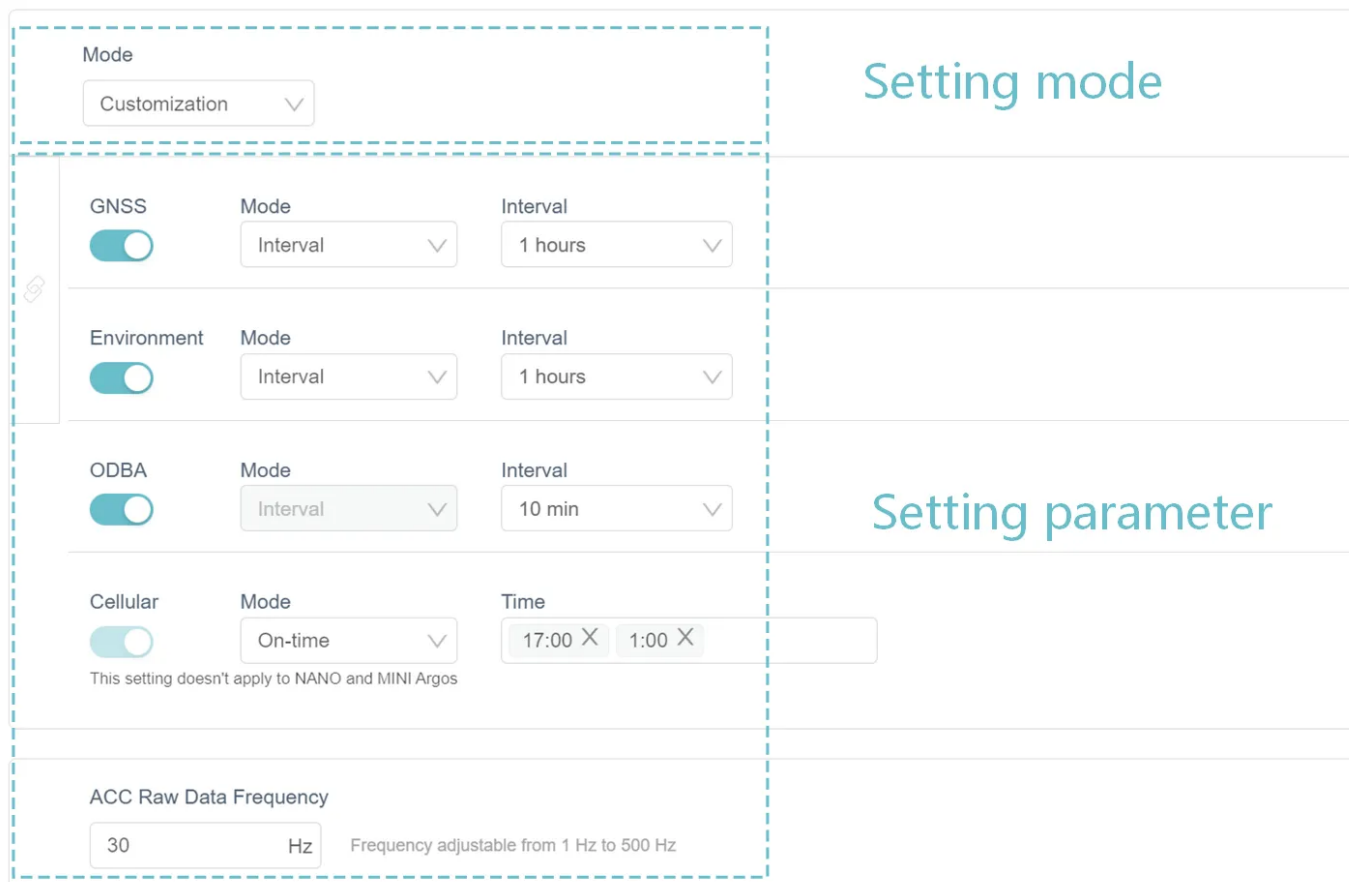 Mode
Setting mode
Customization
GNSS Mode Interval
Interval 1 hours
Environment Mode Interval
Interval 1 hours
ODBA Mode Interval
Interval 10 min
Setting parameter
Cellular Mode Time
On-time 17:00 X 1:00 X
This setting doesn't apply to NANO and MINI Argos
ACC Raw Data Frequency
30 Hz Frequency adjustable from 1 Hz to 500 Hz